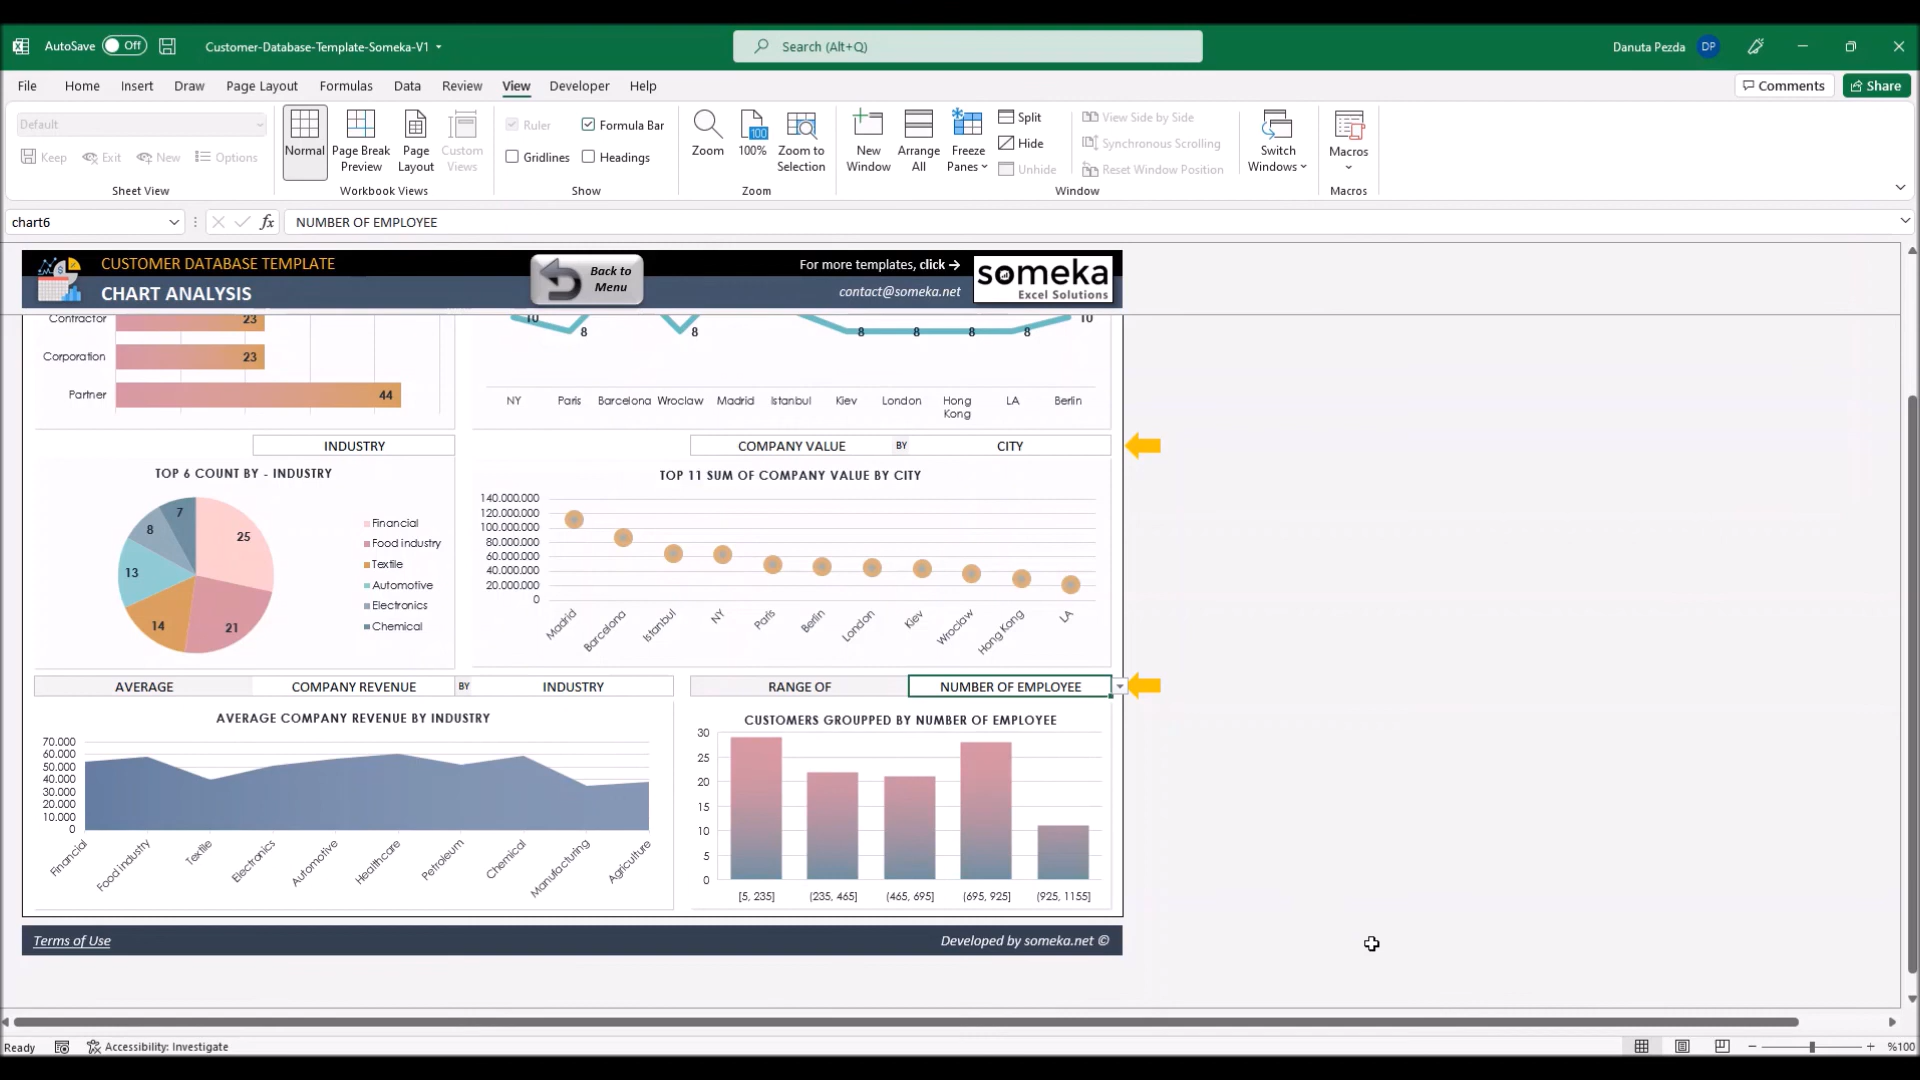 AutoSave Off Customer-Database-Template-Someka-V1 Search (Alt+Q) Danuta Pezda DP
File Home Insert Draw Page Layout Formulas Data Review View Developer Help Comments Share
Default
Keep Exit New Options
Sheet View
Normal
Page Break Preview
Page Layout
Custom Views
Workbook Views
Ruler Formula Bar
Gridlines Headings
Show
Zoom
100
100%
Zoom to Selection
Zoom
New Window
Arrange All
Freeze Panes
Split
Hide
Unhide
View Side by Side
Synchronous Scrolling
Reset Window Position
Window
Switch Windows
Macros
Macros
chart6 fx NUMBER OF EMPLOYEE
CUSTOMER DATABASE TEMPLATE
CHART ANALYSIS
Back to
Menu
For more templates, click →
contact@someka.net
someka
Excel Solutions
Contractor 23
Corporation 23
Partner 44
10 8 8 8 8 8 8 10
NY Paris Barcelona Wroclaw Madrid Istanbul Kiev London Hong Kong LA Berlin
INDUSTRY
TOP 6 COUNT BY - INDUSTRY
7
8
25
13
14
21
Financial
Food industry
Textile
Automotive
Electronics
Chemical
COMPANY VALUE BY CITY
TOP 11 SUM OF COMPANY VALUE BY CITY
140.000.000
120.000.000
100.000.000
80.000.000
60.000.000
40.000.000
20.000.000
0
Madrid Barcelona Istanbul NY Paris Berlin London Kiev Wroclaw Hong Kong LA
AVERAGE COMPANY REVENUE BY INDUSTRY
AVERAGE COMPANY REVENUE BY INDUSTRY
70.000
60.000
50.000
40.000
30.000
20.000
10.000
0
Financial Food industry Textile Electronics Automotive Healthcare Petroleum Chemical Manufacturing Agriculture
RANGE OF NUMBER OF EMPLOYEE
CUSTOMERS GROUPPED BY NUMBER OF EMPLOYEE
30
25
20
15
10
5
0
[5, 235] (235, 465] (465, 695] (695, 925] (925, 1155]
Terms of Use Developed by someka.net ©
Ready Accessibility: Investigate %100